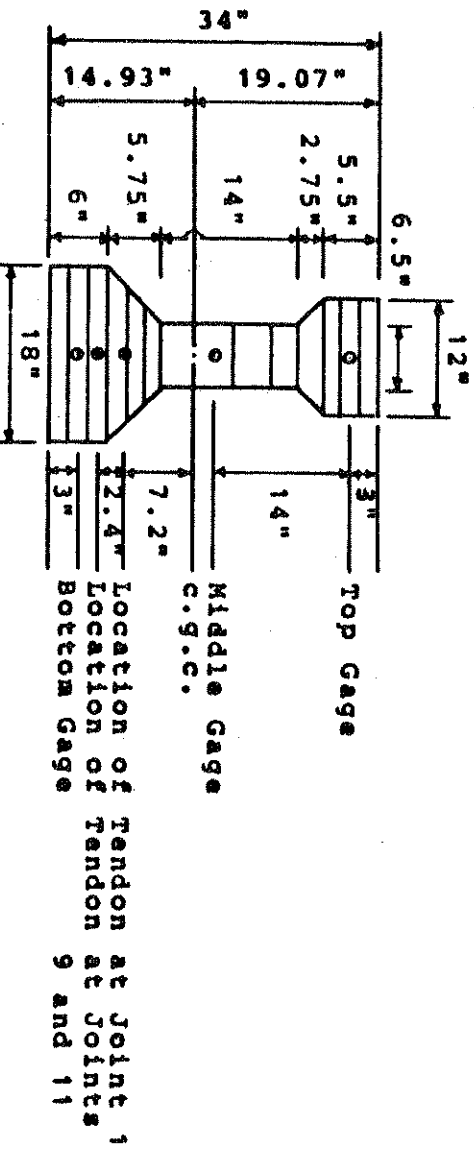 34"
14.93"
19.07"
5.75"
14"
2.75"
5.5"
6"
6.5"
12"
18"
3"
14"
7.2"
2.4"
3"
Top Gage
Middle Gage
c.g.c.
Location of Tendon at Joint 1
Location of Tendon at Joints
9 and 11
Bottom Gage